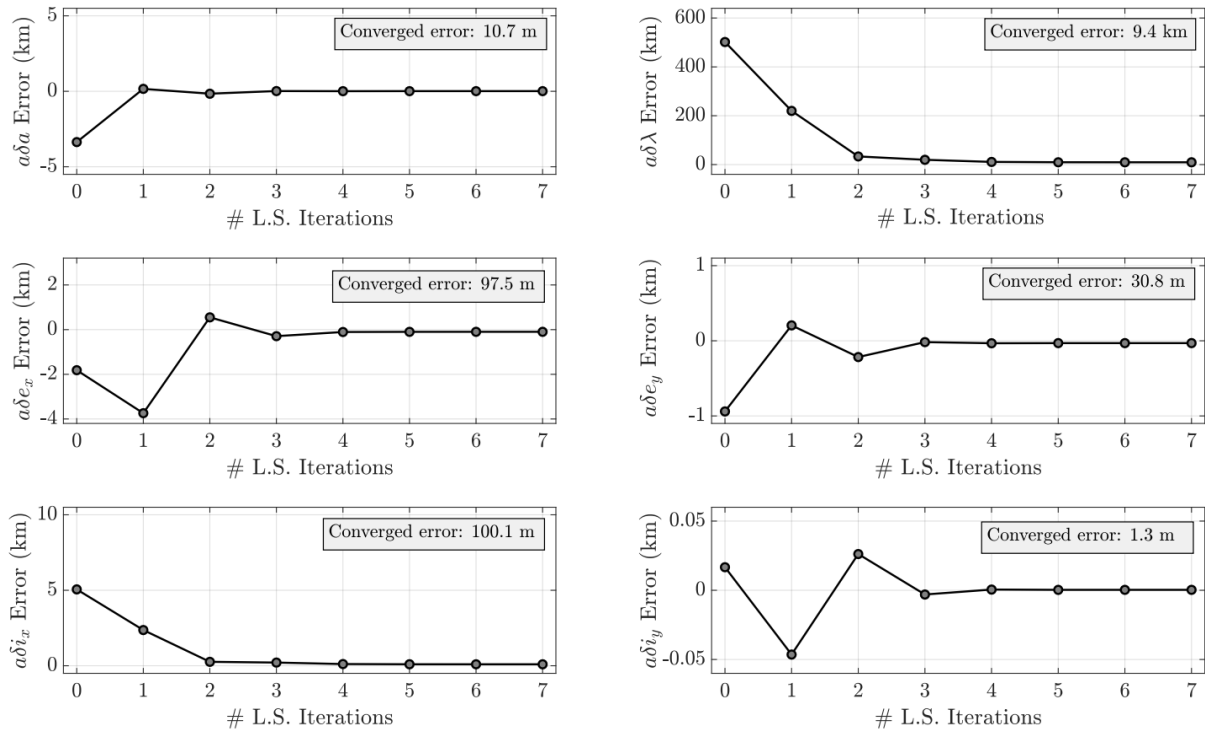 aδa Error (km)
5
0
-5
Converged error: 10.7 m
0 1 2 3 4 5 6 7
# L.S. Iterations
aδλ Error (km)
600
400
200
0
Converged error: 9.4 km
0 1 2 3 4 5 6 7
# L.S. Iterations
aδeₓ Error (km)
2
0
-2
-4
Converged error: 97.5 m
0 1 2 3 4 5 6 7
# L.S. Iterations
aδe_y Error (km)
1
0
-1
Converged error: 30.8 m
0 1 2 3 4 5 6 7
# L.S. Iterations
aδiₓ Error (km)
10
5
0
Converged error: 100.1 m
0 1 2 3 4 5 6 7
# L.S. Iterations
aδi_y Error (km)
0.05
0
-0.05
Converged error: 1.3 m
0 1 2 3 4 5 6 7
# L.S. Iterations